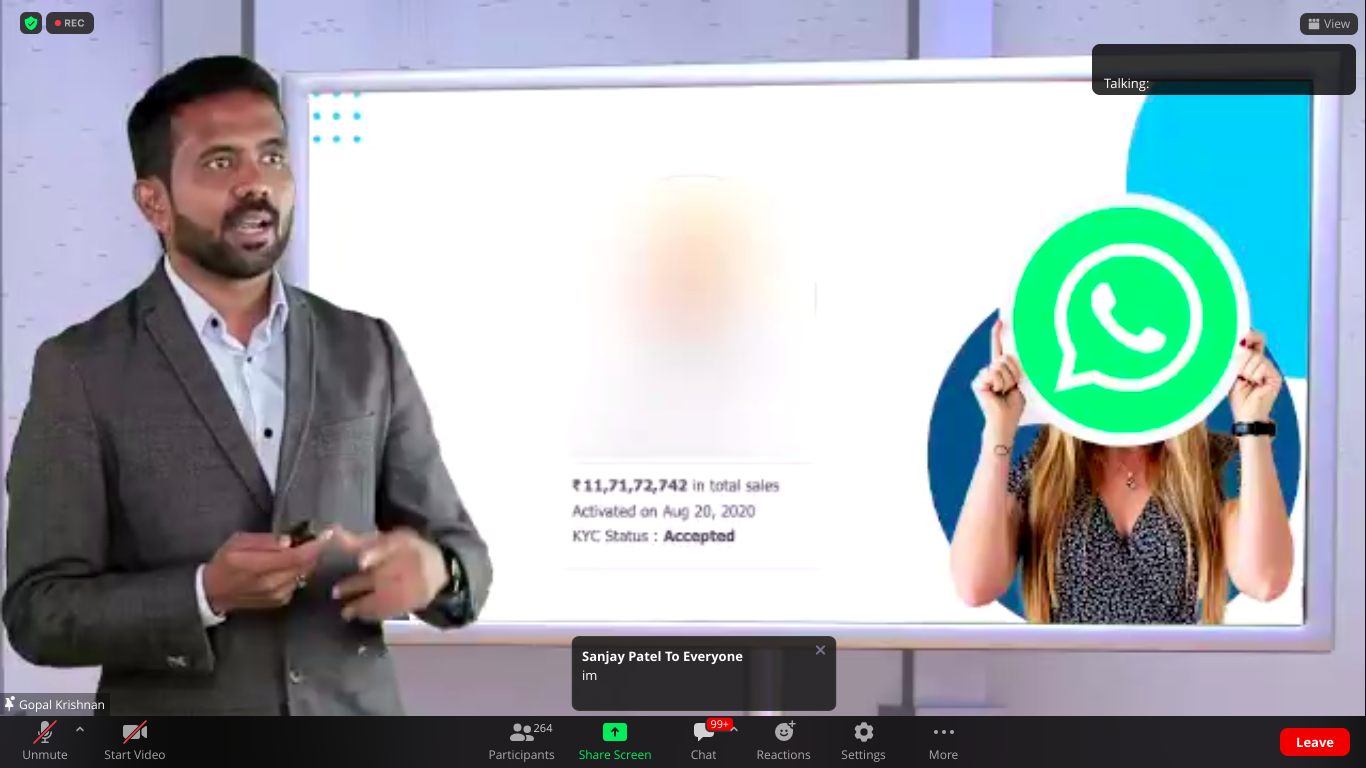 REC
View
Talking:
₹11,71,72,742 in total sales
Activated on Aug 20, 2020
KYC Status : Accepted
Sanjay Patel To Everyone
im
Gopal Krishnan
Unmute
Start Video
264
Participants
Share Screen
99+
Chat
Reactions
Settings
More
Leave